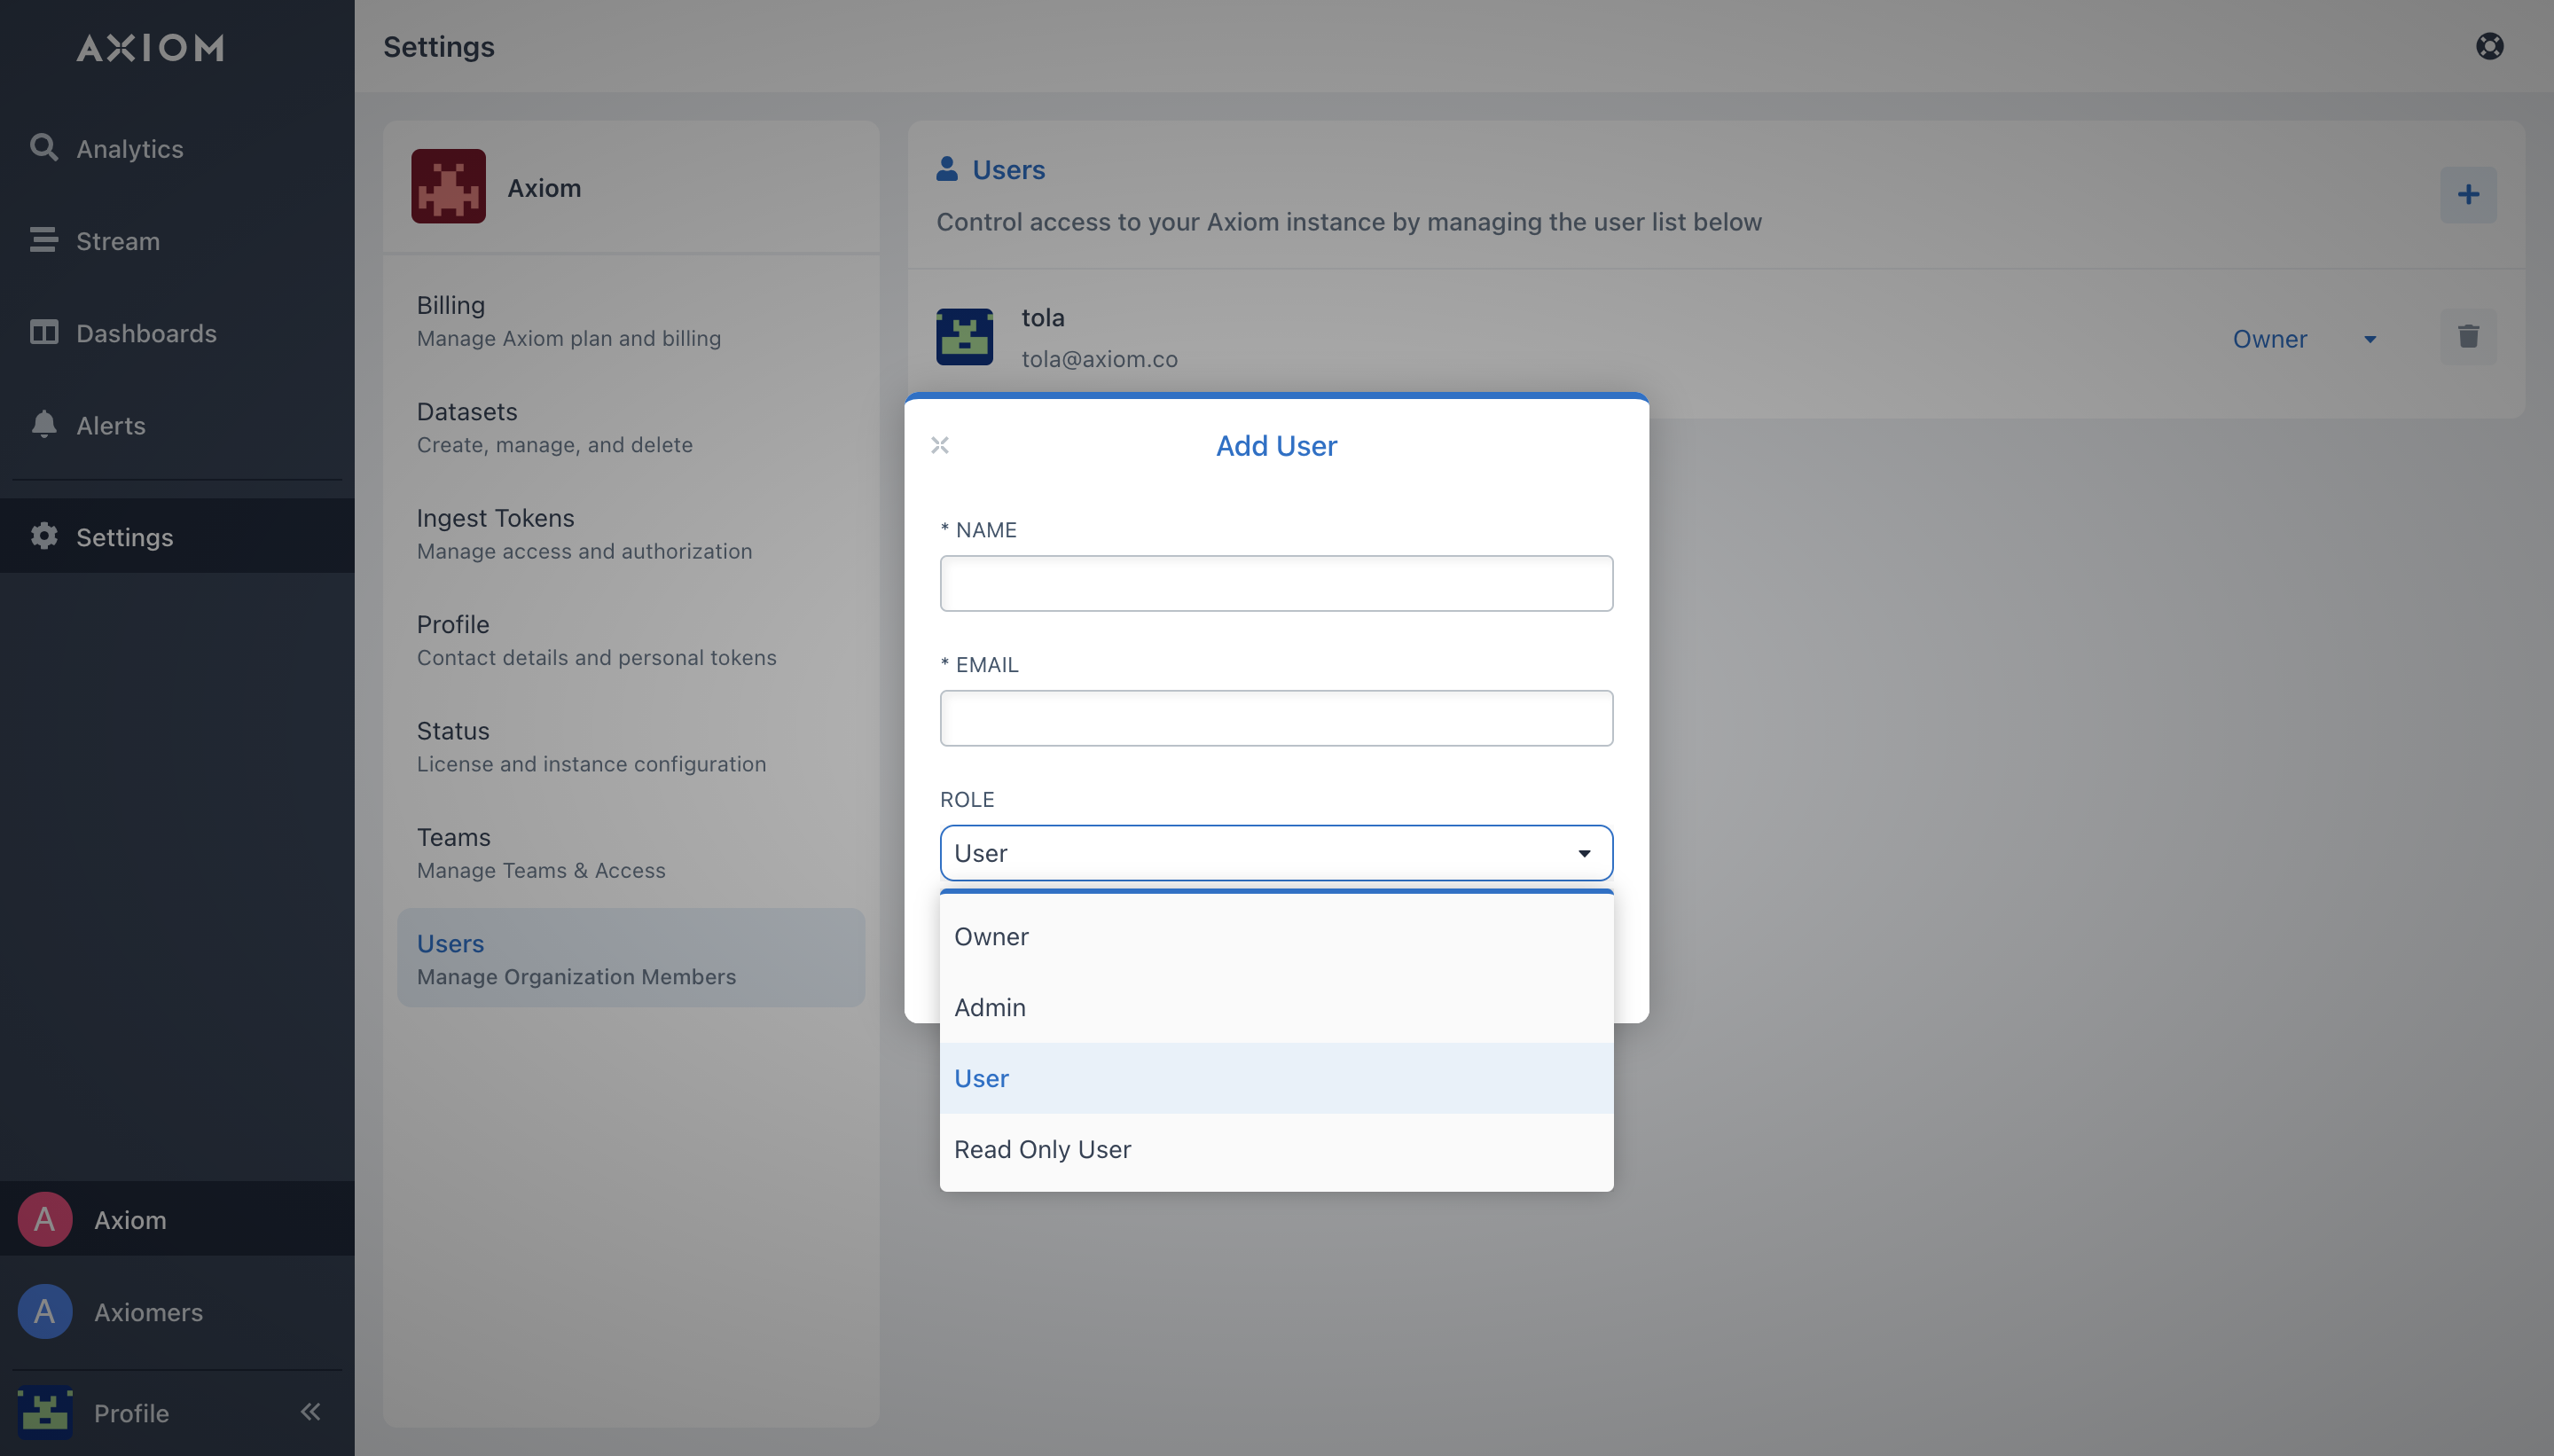 AXIOM
Analytics
Stream
Dashboards
Alerts
Settings
A Axiom
A Axiomers
Profile
Settings
Axiom
Billing
Manage Axiom plan and billing
Datasets
Create, manage, and delete
Ingest Tokens
Manage access and authorization
Profile
Contact details and personal tokens
Status
License and instance configuration
Teams
Manage Teams & Access
Users
Manage Organization Members
Users
Control access to your Axiom instance by managing the user list below
tola
tola@axiom.co
Owner
Add User
* NAME
* EMAIL
ROLE
User
Owner
Admin
User
Read Only User